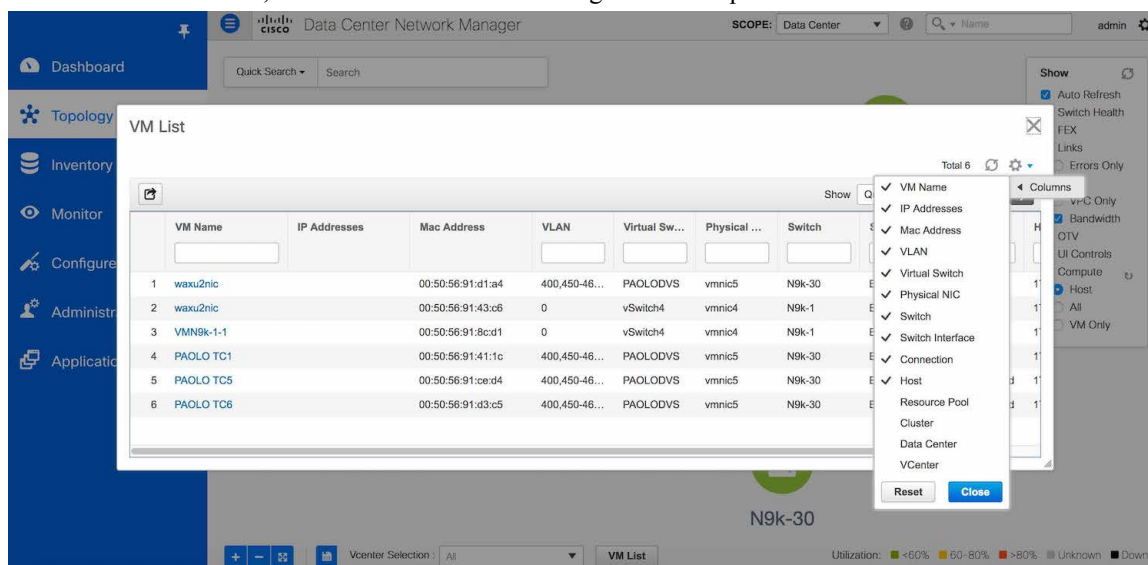 cisco Data Center Network Manager
SCOPE: Data Center
Name
admin
Dashboard
Topology
Inventory
Monitor
Configure
Administr
Applicatio
Quick Search
Search
Show
Auto Refresh
Switch Health
FEX
Links
Errors Only
VPC Only
Bandwidth
OTV
UI Controls
Compute
Host
All
VM Only
VM List
Total 6
Show
VM Name IP Addresses Mac Address VLAN Virtual Sw... Physical ... Switch
1 waxu2nic 00:50:56:91:d1:a4 400,450-46... PAOLODVS vmnic5 N9k-30
2 waxu2nic 00:50:56:91:43:c6 0 vSwitch4 vmnic4 N9k-1
3 VMN9k-1-1 00:50:56:91:8c:d1 0 vSwitch4 vmnic4 N9k-1
4 PAOLO TC1 00:50:56:91:41:1c 400,450-46... PAOLODVS vmnic5 N9k-30
5 PAOLO TC5 00:50:56:91:ce:d4 400,450-46... PAOLODVS vmnic5 N9k-30
6 PAOLO TC6 00:50:56:91:d3:c5 400,450-46... PAOLODVS vmnic5 N9k-30
Columns
VM Name
IP Addresses
Mac Address
VLAN
Virtual Switch
Physical NIC
Switch
Switch Interface
Connection
Host
Resource Pool
Cluster
Data Center
VCenter
Reset Close
N9k-30
Vcenter Selection : All
VM List
Utilization: <60% 60-80% >80% Unknown Down